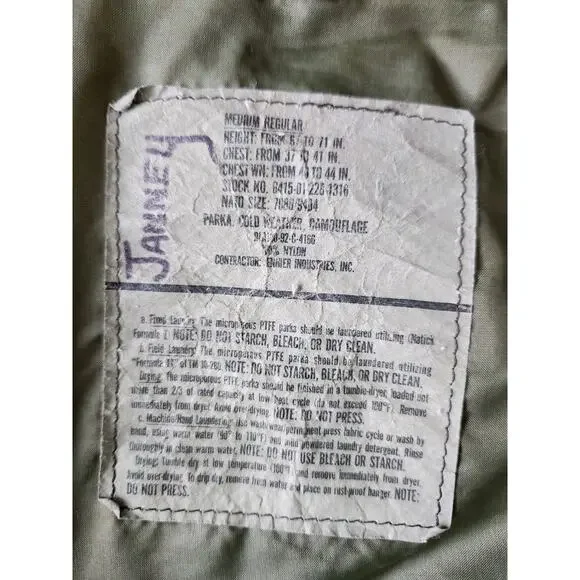 JANNEY
MEDIUM REGULAR
HEIGHT: FROM 67 TO 71 IN.
CHEST: FROM 37 TO 41 IN.
CHEST WN: FROM TO 44 IN.
STOCK NO. 8415-01-228-1316
NATO SIZE: 7080/9404
PARKA, COLD WEATHER, CAMOUFLAGE
100-92-C-4166
NYLON
CONTRACTOR: INDUSTRIES, INC.
a. Fixed Laundry: The microporous PTFE parka should be laundered utilizing (Natick
Formula NOTE: DO NOT STARCH, BLEACH, OR DRY CLEAN.
b. Field Laundry: The microporous PTFE parka should be laundered utilizing
"Formula of TM 10-280. NOTE: DO NOT STARCH, BLEACH, OR DRY CLEAN.
Drying: The microporous PTFE parka should be finished in a tumble-dryer, loaded not
more than 2/3 of rated capacity at low heat cycle (do not exceed Remove
immediately from dryer. Avoid over-drying. NOTE: DO NOT PRESS.
c. Machine/Hand Laundering: Use wash/wear/permanent press fabric cycle or wash by
hand, using warm water (90° to 110°F) and mild powdered laundry detergent. Rinse
thoroughly in clean warm water. NOTE: DO NOT USE BLEACH OR STARCH.
Drying: Tumble dry at low temperature and remove immediately from dryer.
Avoid over-drying. To drip dry, remove from water and place on rust-proof hanger. NOTE:
DO NOT PRESS.